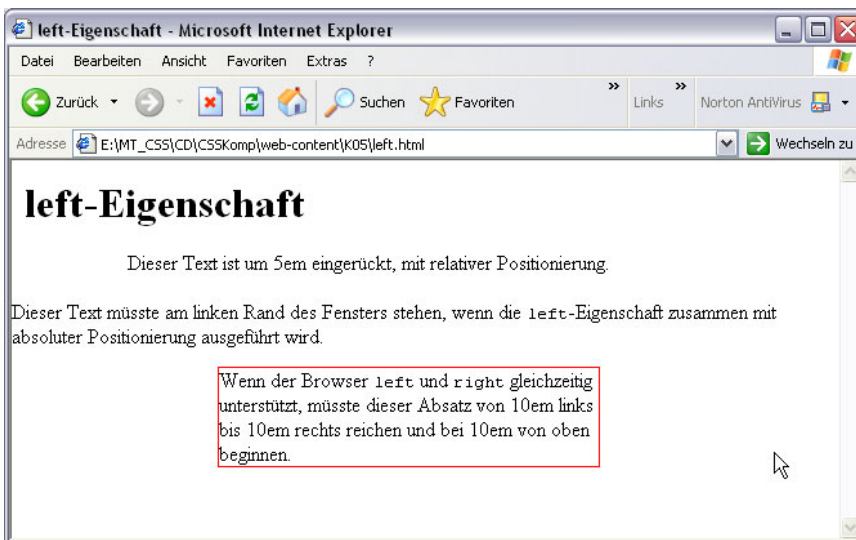 left-Eigenschaft - Microsoft Internet Explorer
Datei Bearbeiten Ansicht Favoriten Extras ?
Zurück Suchen Favoriten » Links » Norton AntiVirus
Adresse E:\MT_CSS\CD\CSSKomp\web-content\K05\left.html Wechseln zu
left-Eigenschaft
Dieser Text ist um 5em eingerückt, mit relativer Positionierung.
Dieser Text müsste am linken Rand des Fensters stehen, wenn die left-Eigenschaft zusammen mit
absoluter Positionierung ausgeführt wird.
Wenn der Browser left und right gleichzeitig
unterstützt, müsste dieser Absatz von 10em links
bis 10em rechts reichen und bei 10em von oben
beginnen.